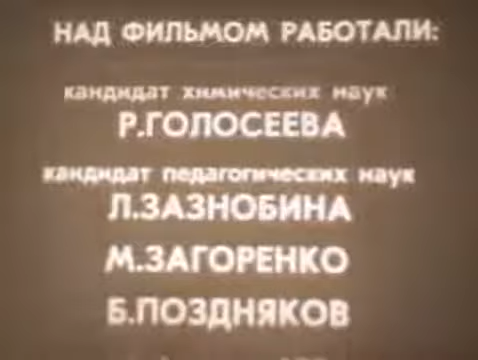 НАД ФИЛЬМОМ РАБОТАЛИ:
кандидат химических наук
Р.ГОЛОСЕЕВА
кандидат педагогических наук
Л.ЗАЗНОБИНА
М.ЗАГОРЕНКО
Б.ПОЗДНЯКОВ